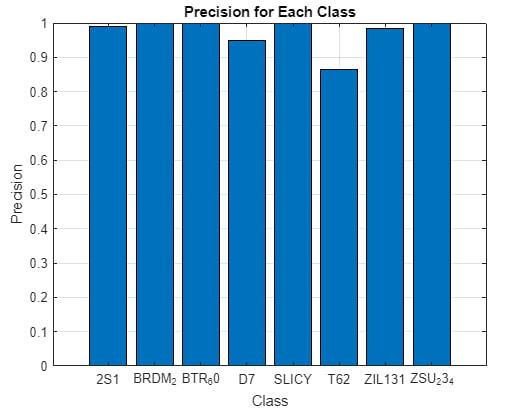 Precision for Each Class
1
0.9
0.8
0.7
0.6
0.5
0.4
0.3
0.2
0.1
0
Precision
2S1 BRDM₂ BTR₈0 D7 SLICY T62 ZIL131 ZSU₂3₄
Class